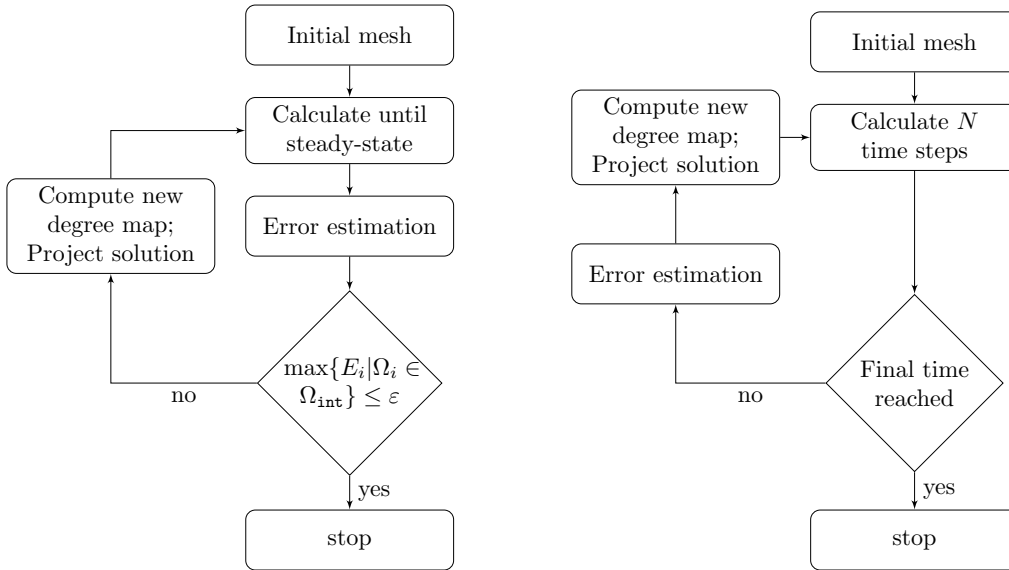 Initial mesh
Calculate until
steady-state
Compute new
degree map;
Project solution
Error estimation
max{E_i|Ω_i ∈
Ω_int} ≤ ε
no
yes
stop
Initial mesh
Compute new
degree map;
Project solution
Calculate N
time steps
Error estimation
Final time
reached
no
yes
stop